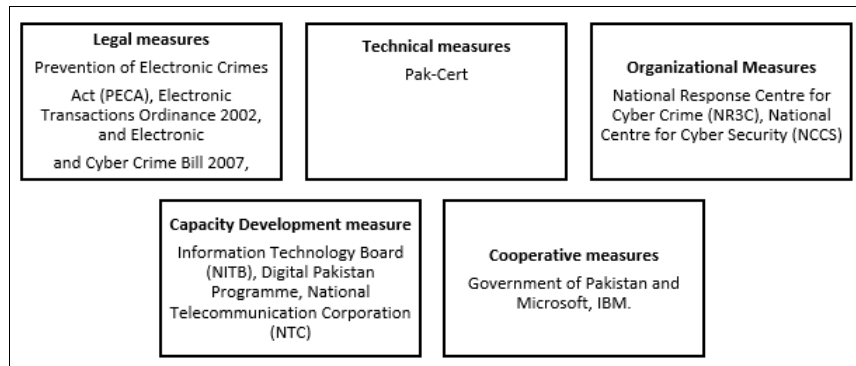 Legal measures
Prevention of Electronic Crimes
Act (PECA), Electronic
Transactions Ordinance 2002,
and Electronic
and Cyber Crime Bill 2007,
Technical measures
Pak-Cert
Organizational Measures
National Response Centre for
Cyber Crime (NR3C), National
Centre for Cyber Security (NCCS)
Capacity Development measure
Information Technology Board
(NITB), Digital Pakistan
Programme, National
Telecommunication Corporation
(NTC)
Cooperative measures
Government of Pakistan and
Microsoft, IBM.